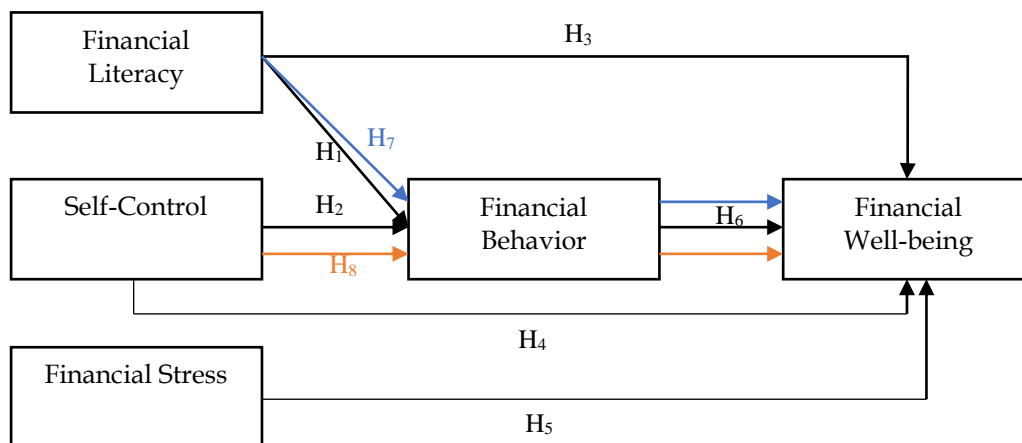 Financial
Literacy
H₃
H₇
H₁
Self-Control
H₂
Financial
Behavior
H₆
Financial
Well-being
H₈
H₄
Financial Stress
H₅